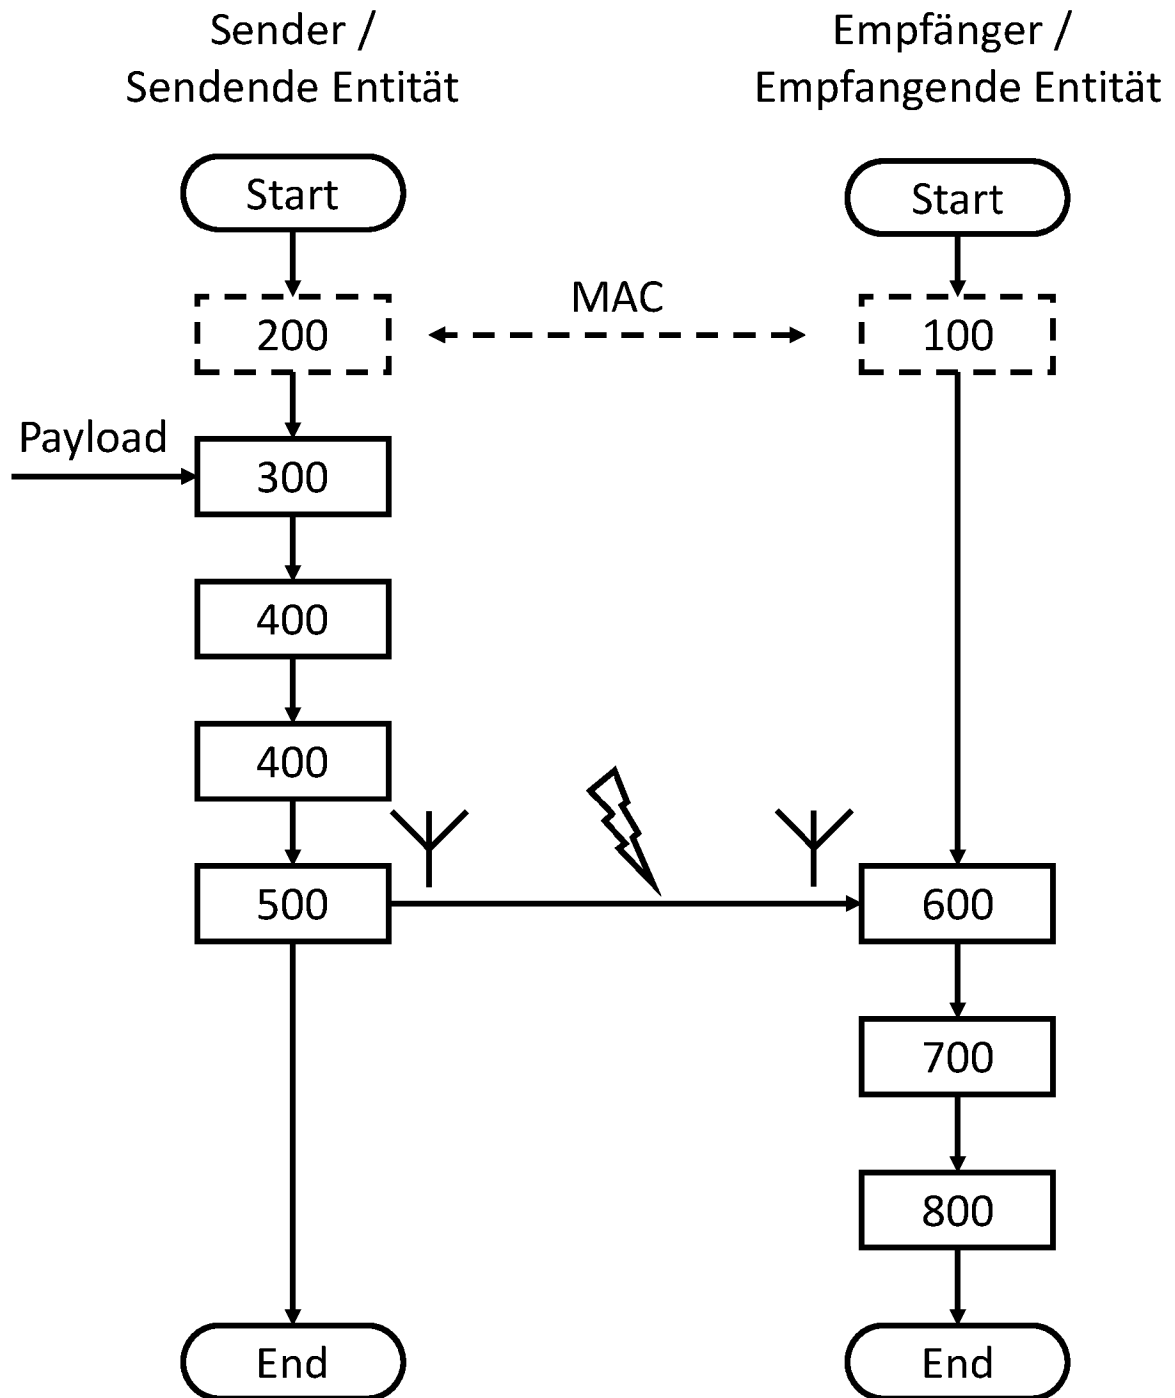 Sender /
Sendende Entität
Empfänger /
Empfangende Entität
Start
Start
200
MAC
100
Payload
300
400
400
500
600
700
800
End
End